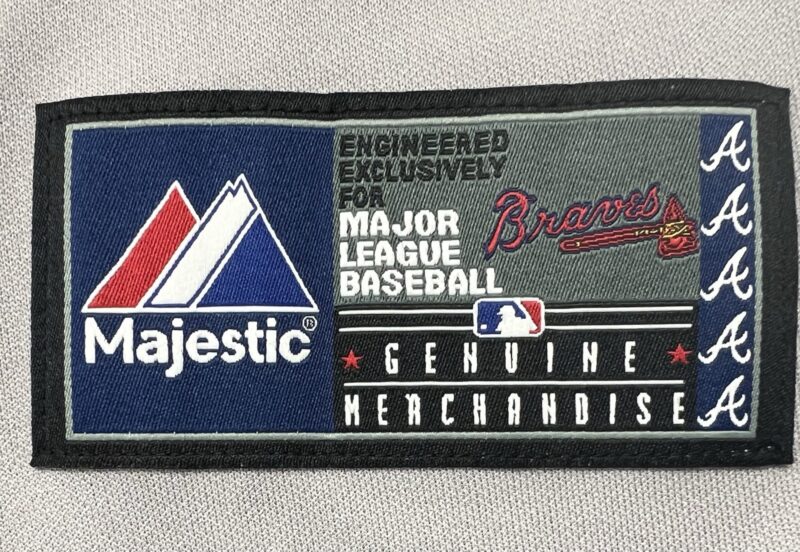 Majestic®
ENGINEERED
EXCLUSIVELY
FOR
MAJOR
LEAGUE
BASEBALL
Braves
GENUINE
MERCHANDISE
A
A
A
A
A